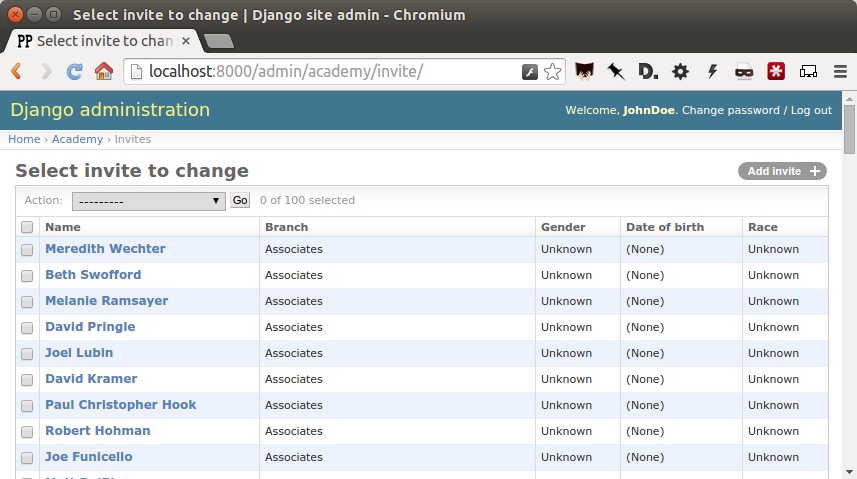 Select invite to change | Django site admin - Chromium
PP Select invite to chan
localhost:8000/admin/academy/invite/
Django administration
Welcome, JohnDoe. Change password / Log out
Home › Academy › Invites
Select invite to change
Add invite +
Action: --------- Go 0 of 100 selected
Name Branch Gender Date of birth Race
Meredith Wechter Associates Unknown (None) Unknown
Beth Swofford Associates Unknown (None) Unknown
Melanie Ramsayer Associates Unknown (None) Unknown
David Pringle Associates Unknown (None) Unknown
Joel Lubin Associates Unknown (None) Unknown
David Kramer Associates Unknown (None) Unknown
Paul Christopher Hook Associates Unknown (None) Unknown
Robert Hohman Associates Unknown (None) Unknown
Joe Funicello Associates Unknown (None) Unknown